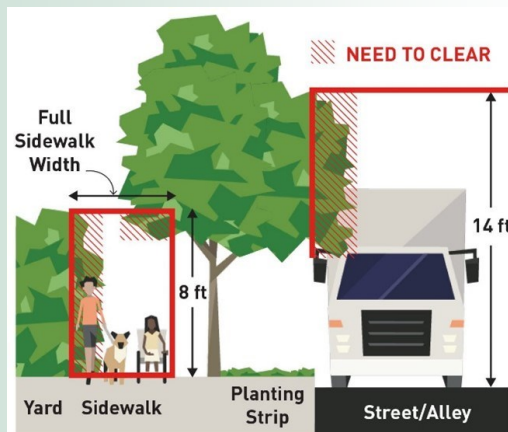 NEED TO CLEAR
Full
Sidewalk
Width
8 ft
14 ft
Yard
Sidewalk
Planting
Strip
Street/Alley